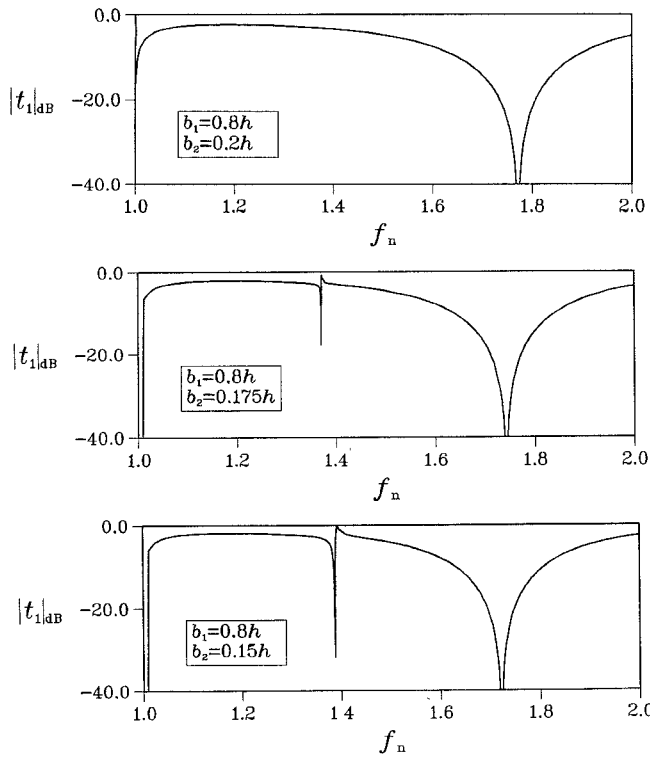 0.0
|t₁|dB
−20.0
b₁=0.8h
b₂=0.2h
−40.0
1.0 1.2 1.4 1.6 1.8 2.0
fₙ
0.0
|t₁|dB
−20.0
b₁=0.8h
b₂=0.175h
−40.0
1.0 1.2 1.4 1.6 1.8 2.0
fₙ
0.0
|t₁|dB
−20.0
b₁=0.8h
b₂=0.15h
−40.0
1.0 1.2 1 4 1.6 1.8 2.0
fₙ